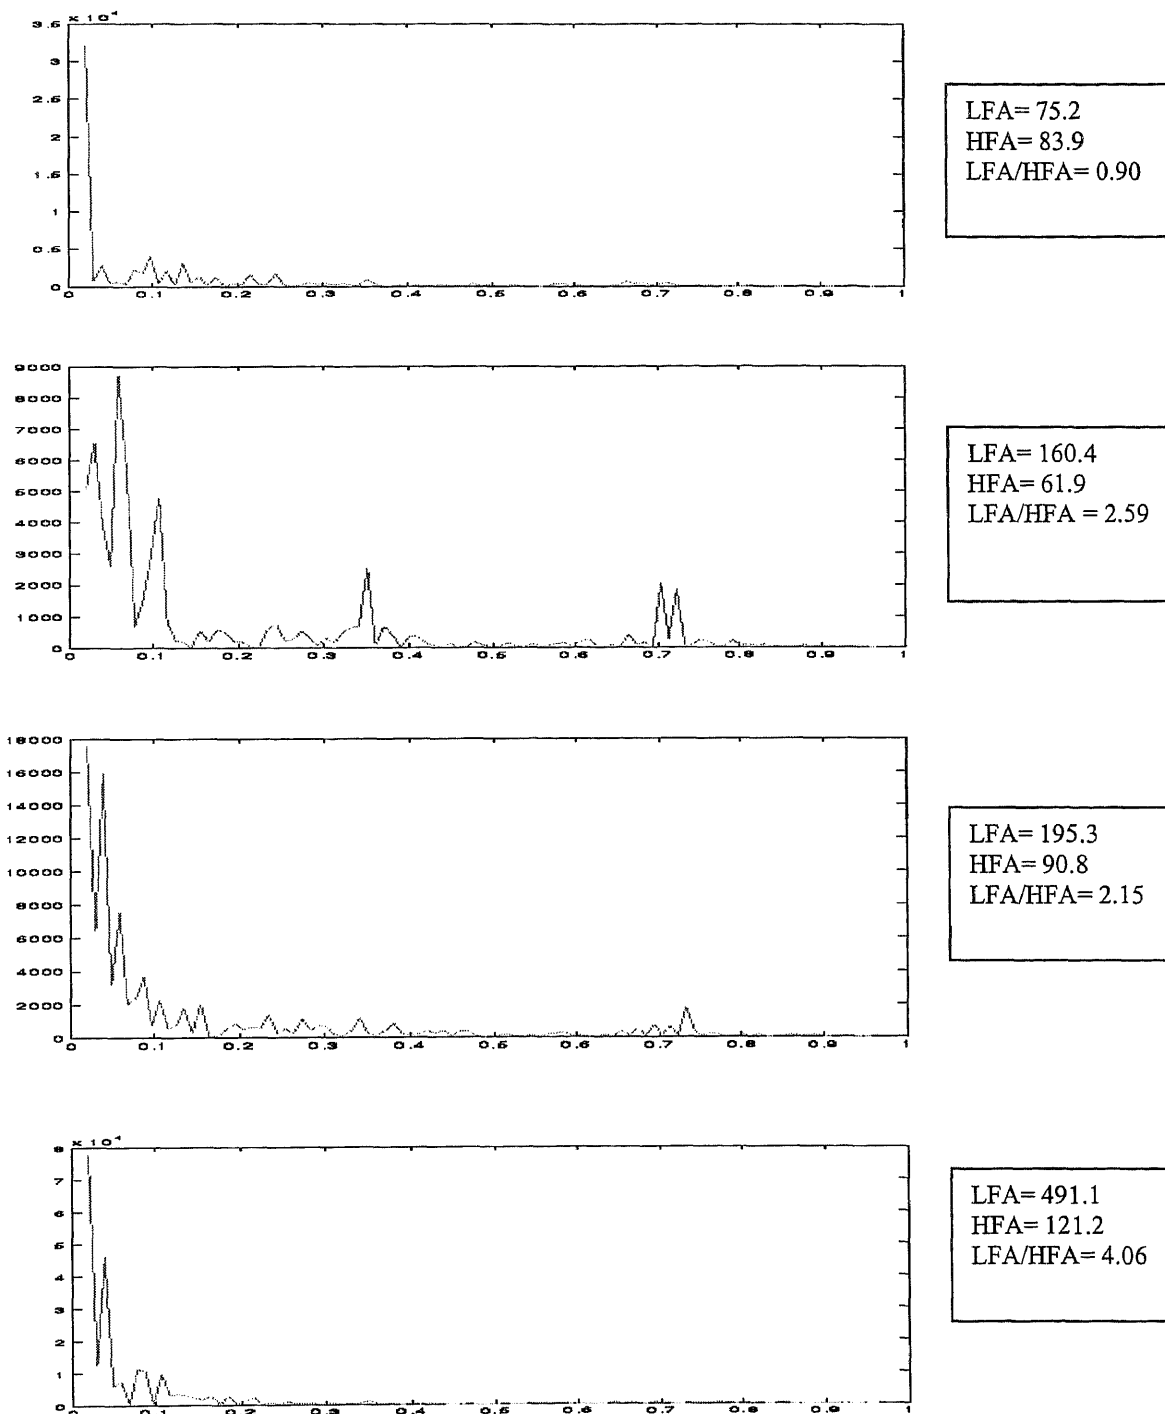 x 10⁴
3.5
3
2.5
2
1.5
1
0.5
0
0 0.1 0.2 0.3 0.4 0.5 0.6 0.7 0.8 0.9 1
LFA= 75.2
HFA= 83.9
LFA/HFA= 0.90
9000
8000
7000
6000
5000
4000
3000
2000
1000
0
0 0.1 0.2 0.3 0.4 0.5 0.6 0.7 0.8 0.9 1
LFA= 160.4
HFA= 61.9
LFA/HFA = 2.59
18000
16000
14000
12000
10000
8000
6000
4000
2000
0
0 0.1 0.2 0.3 0.4 0.5 0.6 0.7 0.8 0.9 1
LFA= 195.3
HFA= 90.8
LFA/HFA= 2.15
x 10⁴
8
7
6
5
4
3
2
1
0
0 0.1 0.2 0.3 0.4 0.5 0.6 0.7 0.8 0.9 1
LFA= 491.1
HFA= 121.2
LFA/HFA= 4.06